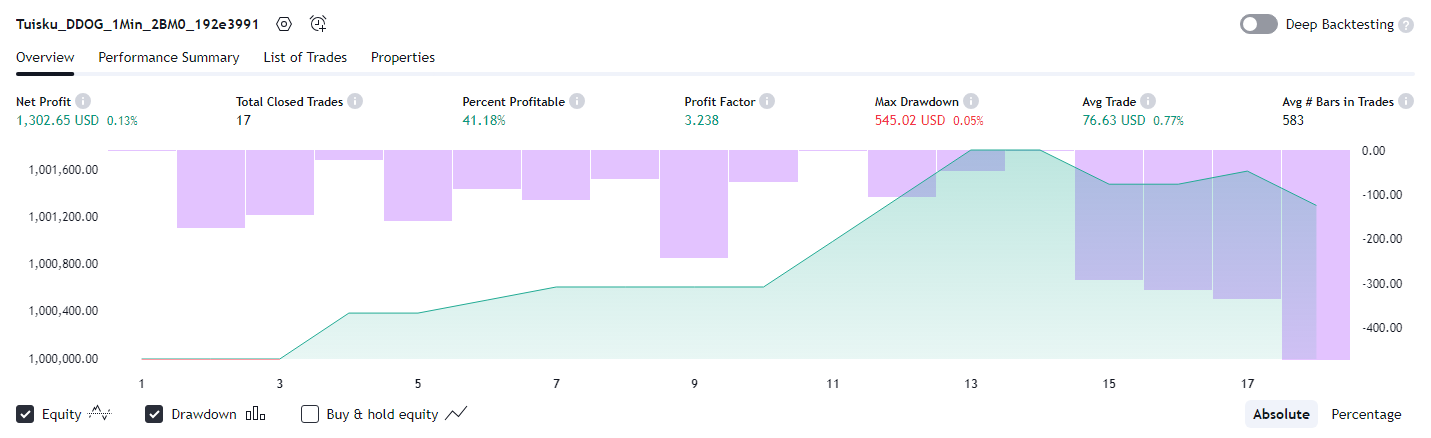 Tuisku_DDOG_1Min_2BM0_192e3991 Deep Backtesting ?
Overview Performance Summary List of Trades Properties
Net Profit i Total Closed Trades i Percent Profitable i Profit Factor i Max Drawdown i Avg Trade i Avg # Bars in Trades i
1,302.65 USD 0.13% 17 41.18% 3.238 545.02 USD 0.05% 76.63 USD 0.77% 583
0.00
1,001,600.00
-100.00
1,001,200.00
-200.00
1,000,800.00
-300.00
1,000,400.00
-400.00
1,000,000.00
1 3 5 7 9 11 13 15 17
Equity Drawdown Buy & hold equity Absolute Percentage